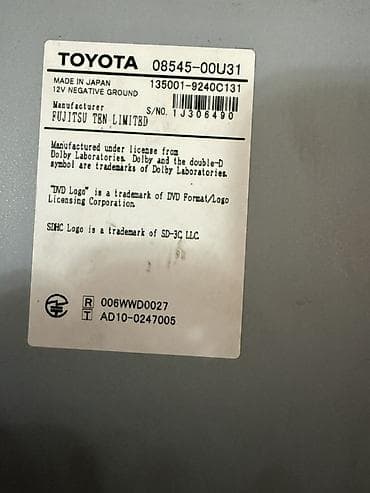 TOYOTA 08545-00U31
MADE IN JAPAN 135001-9240C131
12V NEGATIVE GROUND
Manufacturer S/NO. 1J306490
FUJITSU TEN LIMITED
Manufactured under license from
Dolby Laboratories. Dolby and the double-D
symbol are trademarks of Dolby Laboratories.
"DVD Logo" is a trademark of DVD Format/Logo
Licensing Corporation.
SDHC Logo is a trademark of SD-3C, LLC.
R 006WWD0027
T AD10-0247005